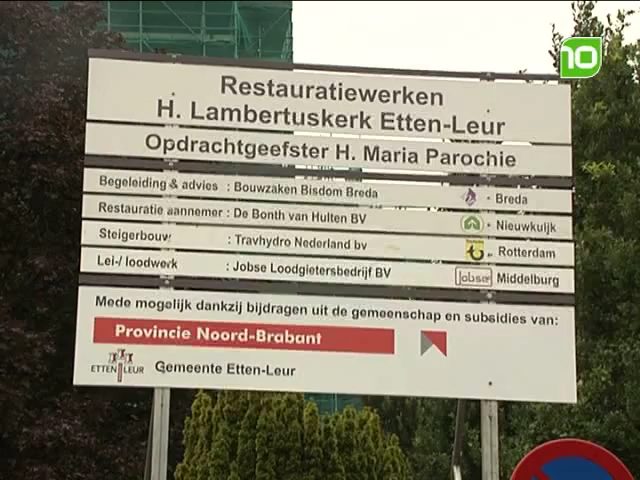 10
Restauratiewerken
H. Lambertuskerk Etten-Leur
Opdrachtgeefster H. Maria Parochie
Begeleiding & advies : Bouwzaken Bisdom Breda - Breda
Restauratie aannemer : De Bonth van Hulten BV - Nieuwkuijk
Steigerbouw : Travhydro Nederland bv - Rotterdam
Lei-/ loodwerk : Jobse Loodgietersbedrijf BV Jobse Middelburg
Mede mogelijk dankzij bijdragen uit de gemeenschap en subsidies van:
Provincie Noord-Brabant
ETTEN LEUR Gemeente Etten-Leur